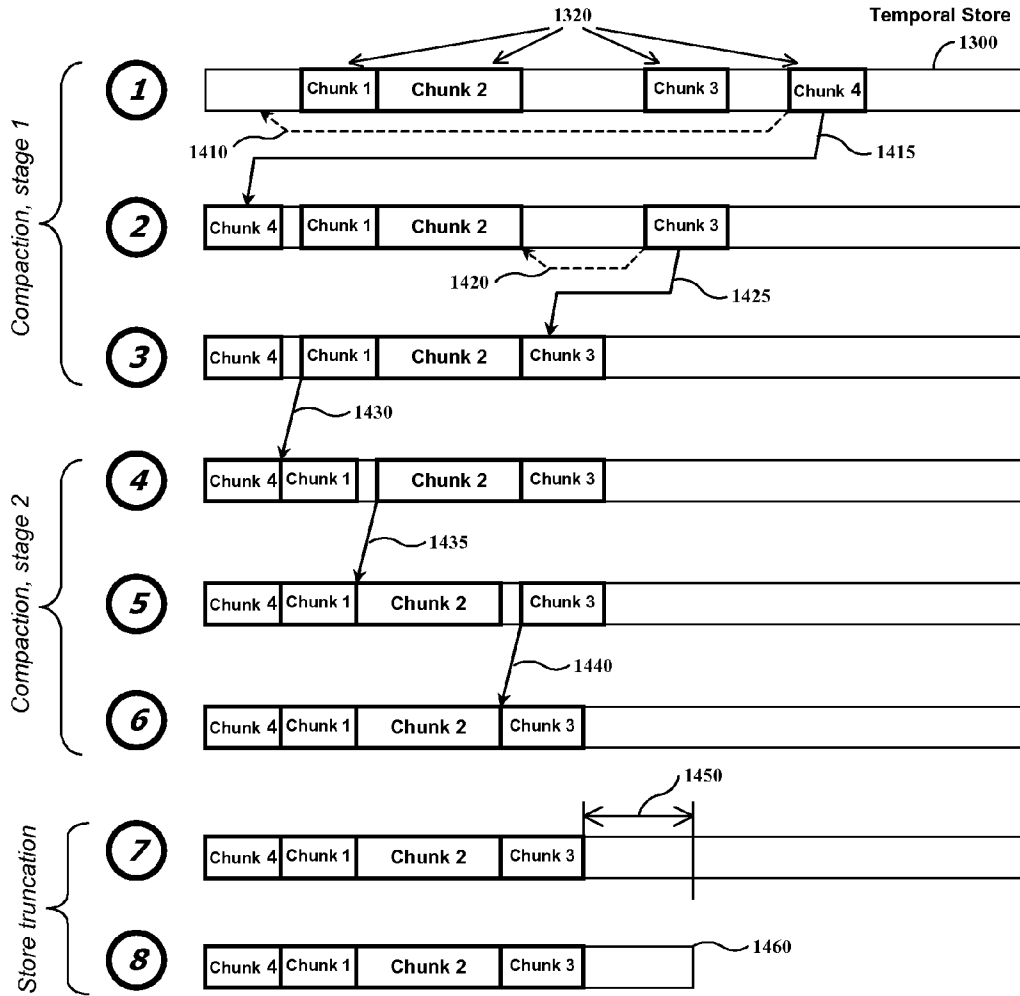 1320
Temporal Store
1300
Compaction, stage 1
1
Chunk 1
Chunk 2
Chunk 3
Chunk 4
1410
1415
2
Chunk 4
Chunk 1
Chunk 2
Chunk 3
1420
1425
3
Chunk 4
Chunk 1
Chunk 2
Chunk 3
1430
Compaction, stage 2
4
Chunk 4
Chunk 1
Chunk 2
Chunk 3
1435
5
Chunk 4
Chunk 1
Chunk 2
Chunk 3
1440
6
Chunk 4
Chunk 1
Chunk 2
Chunk 3
1450
Store truncation
7
Chunk 4
Chunk 1
Chunk 2
Chunk 3
8
Chunk 4
Chunk 1
Chunk 2
Chunk 3
1460